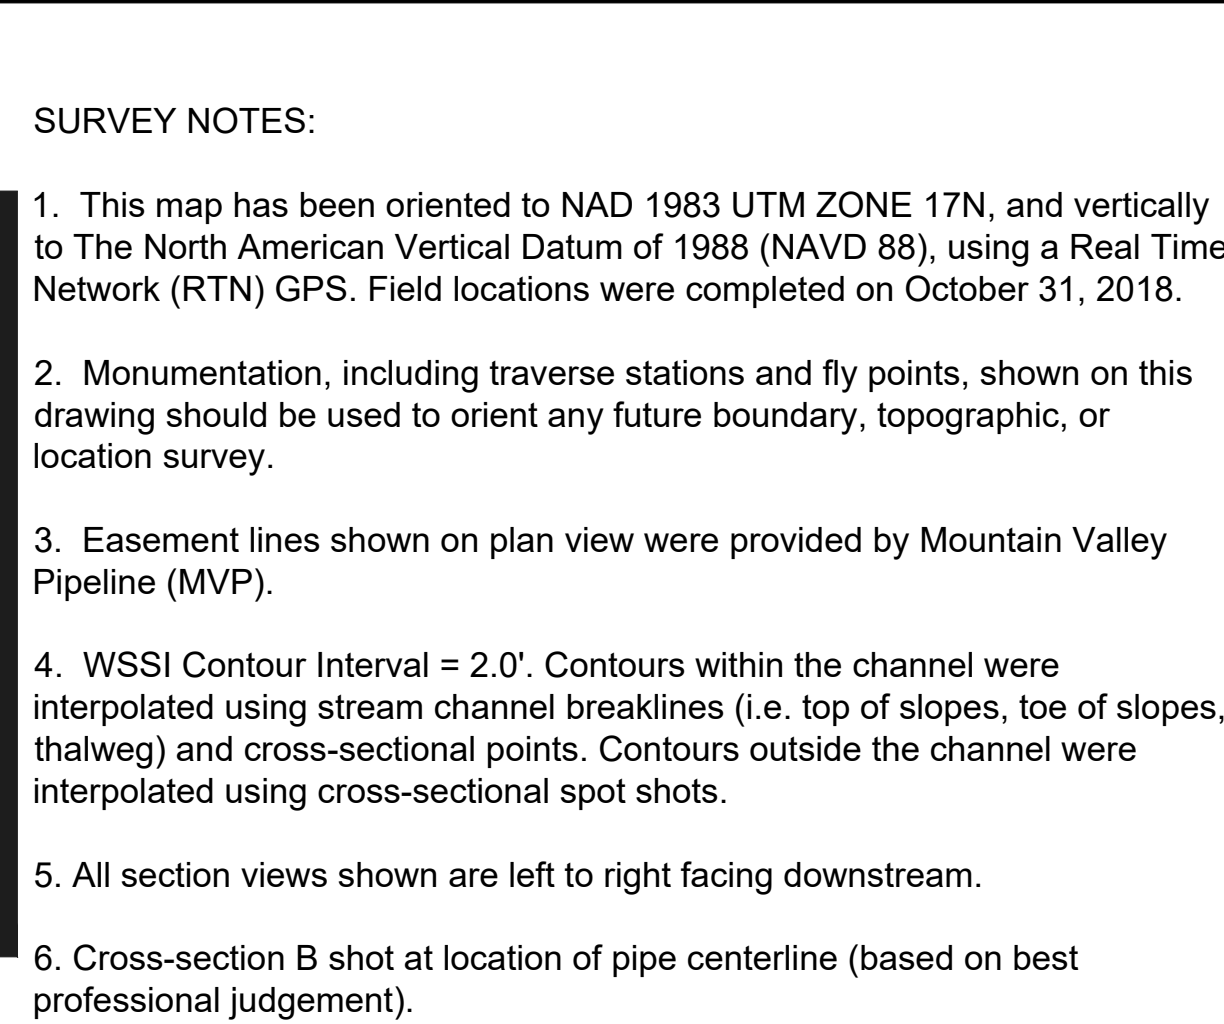 SURVEY NOTES:
1.  This map has been oriented to NAD 1983 UTM ZONE 17N, and vertically
to The North American Vertical Datum of 1988 (NAVD 88), using a Real Time
Network (RTN) GPS. Field locations were completed on October 31, 2018.
2.  Monumentation, including traverse stations and fly points, shown on this
drawing should be used to orient any future boundary, topographic, or
location survey.
3.  Easement lines shown on plan view were provided by Mountain Valley
Pipeline (MVP).
4.  WSSI Contour Interval = 2.0'. Contours within the channel were
interpolated using stream channel breaklines (i.e. top of slopes, toe of slopes,
thalweg) and cross-sectional points. Contours outside the channel were
interpolated using cross-sectional spot shots.
5. All section views shown are left to right facing downstream.
6. Cross-section B shot at location of pipe centerline (based on best
professional judgement).